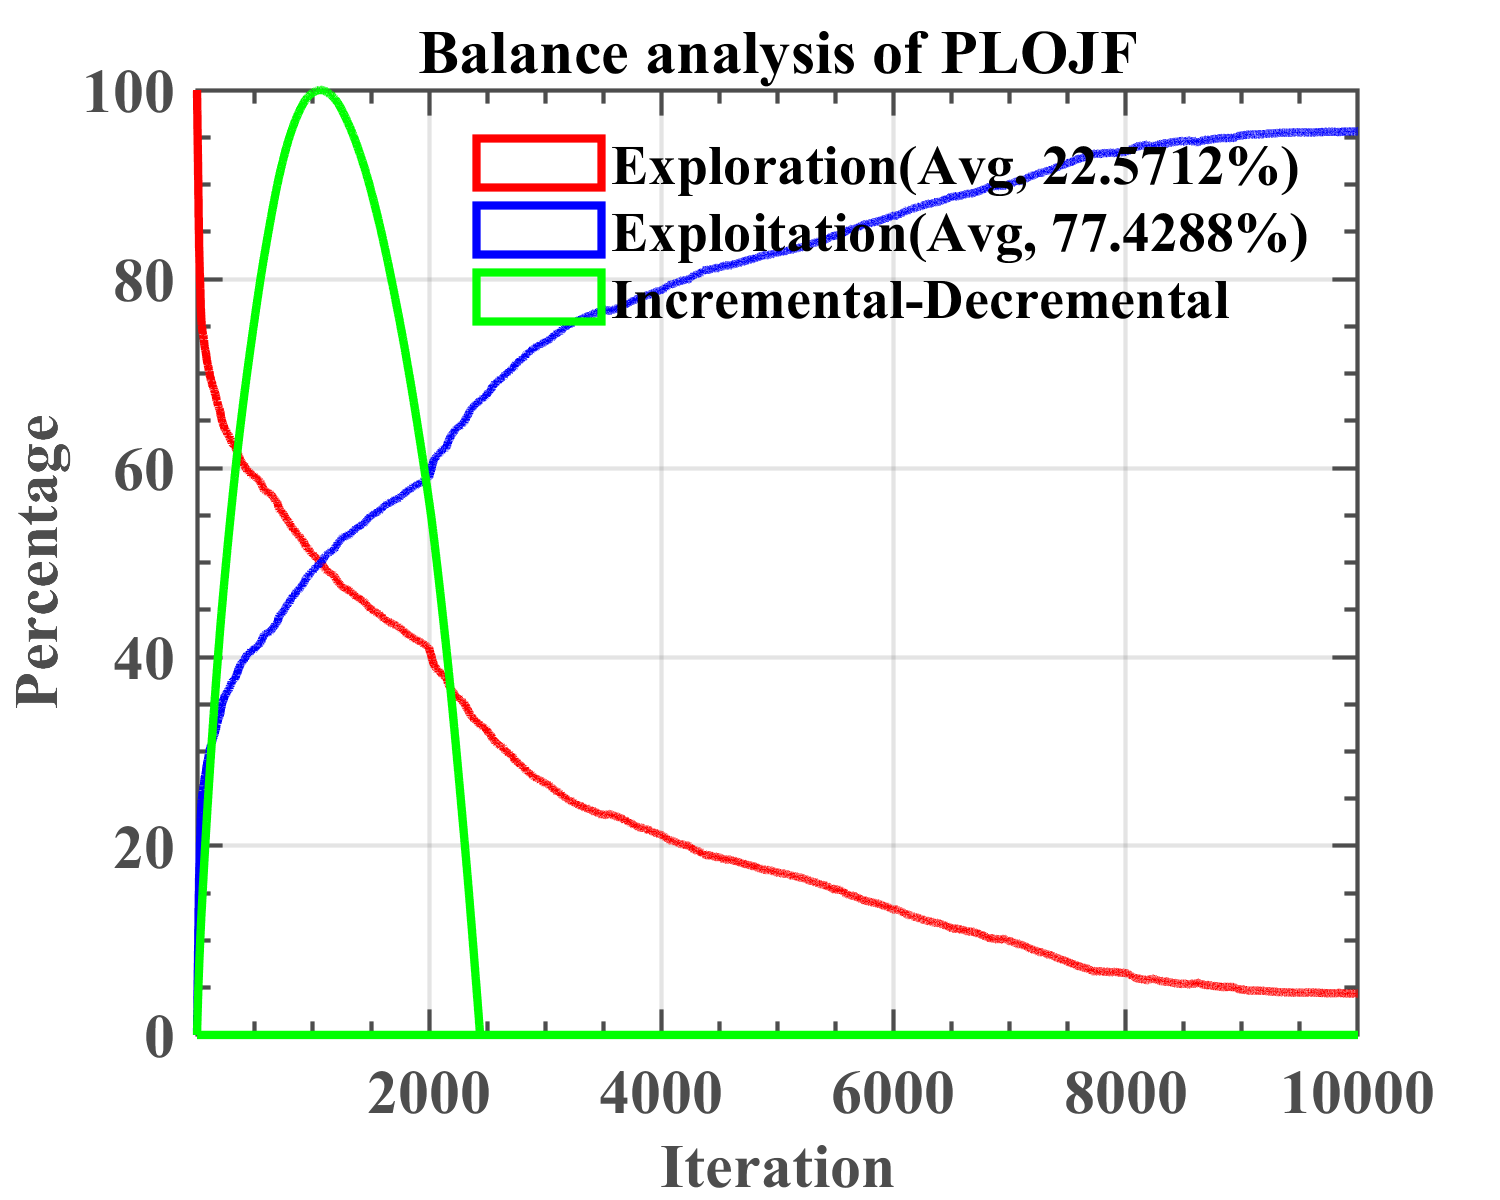 Balance analysis of PLOJF
100
80
60
40
20
0
Percentage
Exploration(Avg, 22.5712%)
Exploitation(Avg, 77.4288%)
Incremental-Decremental
2000 4000 6000 8000 10000
Iteration